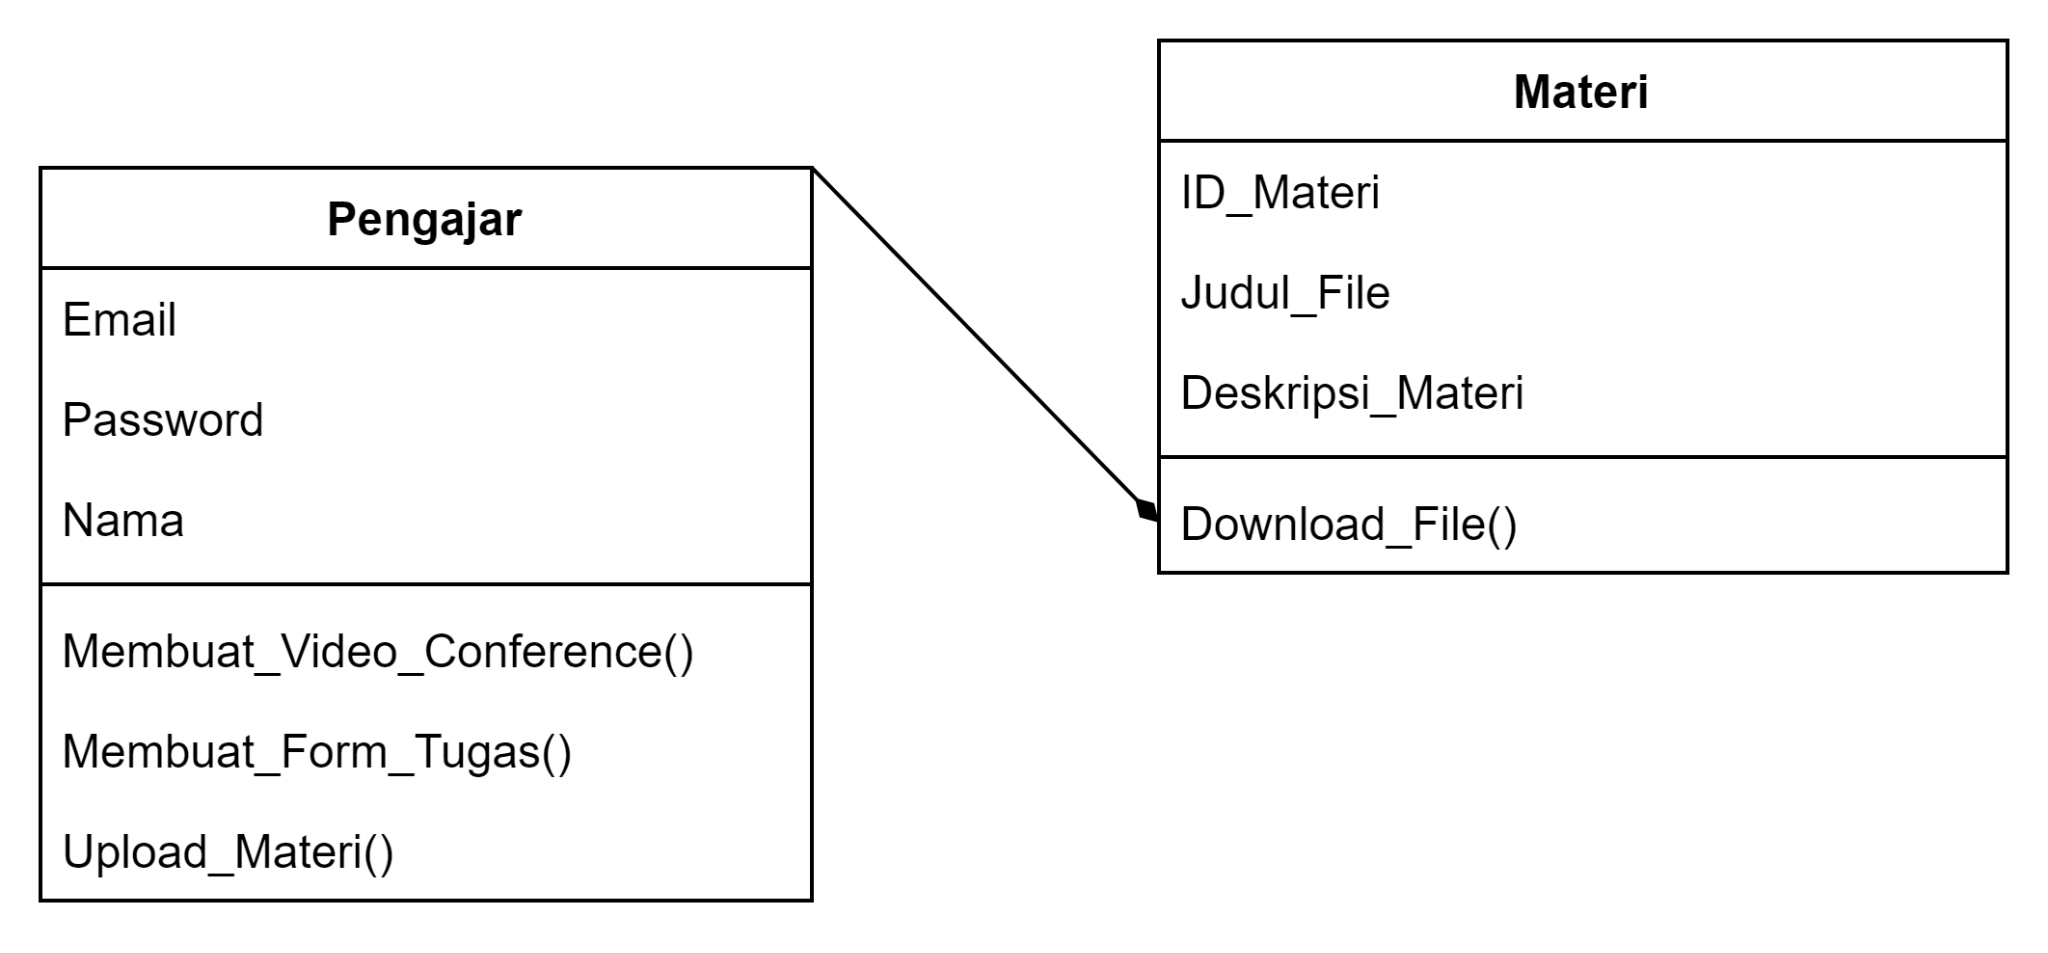 Pengajar
Email
Password
Nama
Membuat_Video_Conference()
Membuat_Form_Tugas()
Upload_Materi()
Materi
ID_Materi
Judul_File
Deskripsi_Materi
Download_File()